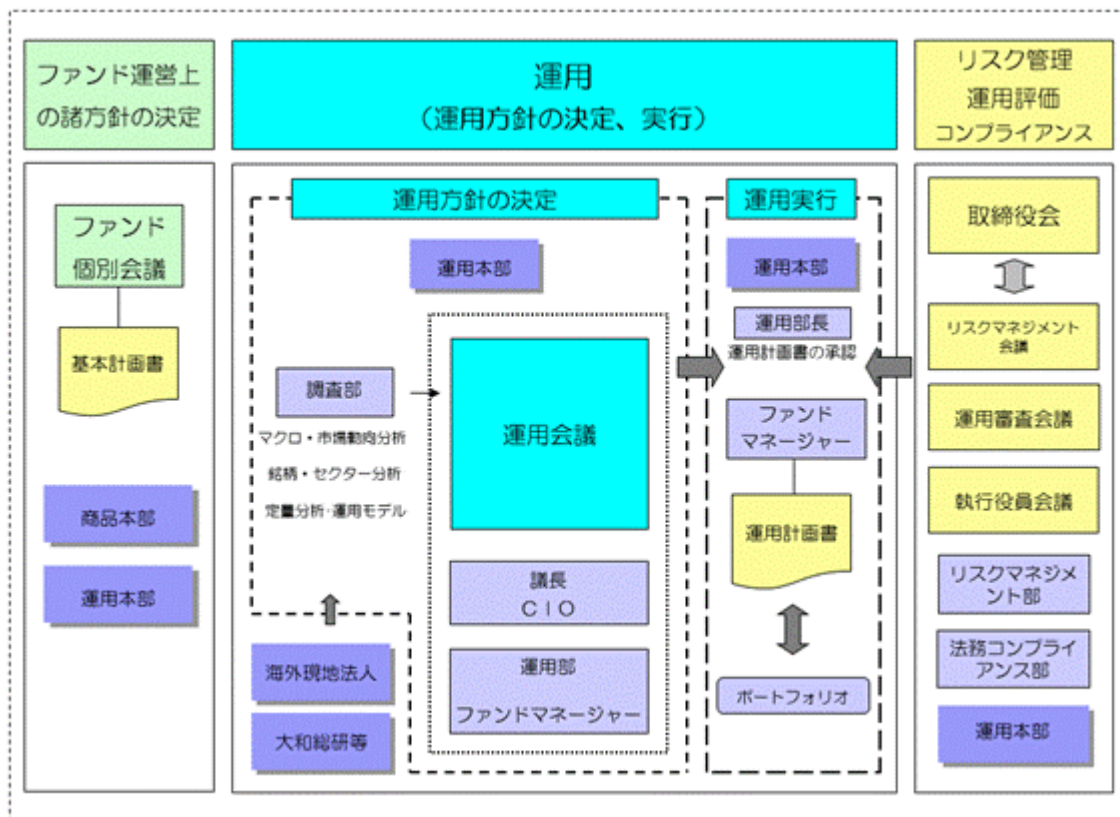 ファンド運営上
の諸方針の決定
運用
（運用方針の決定、実行）
リスク管理
運用評価
コンプライアンス
ファンド
個別会議
基本計画書
商品本部
運用本部
運用方針の決定
運用本部
調査部
マクロ・市場動向分析
銘柄・セクター分析
定量分析・運用モデル
運用会議
議長
ＣＩＯ
運用部
ファンドマネージャー
海外現地法人
大和総研等
運用実行
運用本部
運用部長
運用計画書の承認
ファンド
マネージャー
運用計画書
ポートフォリオ
取締役会
リスクマネジメント
会議
運用審査会議
執行役員会議
リスクマネジメ
ント部
法務コンプライ
アンス部
運用本部